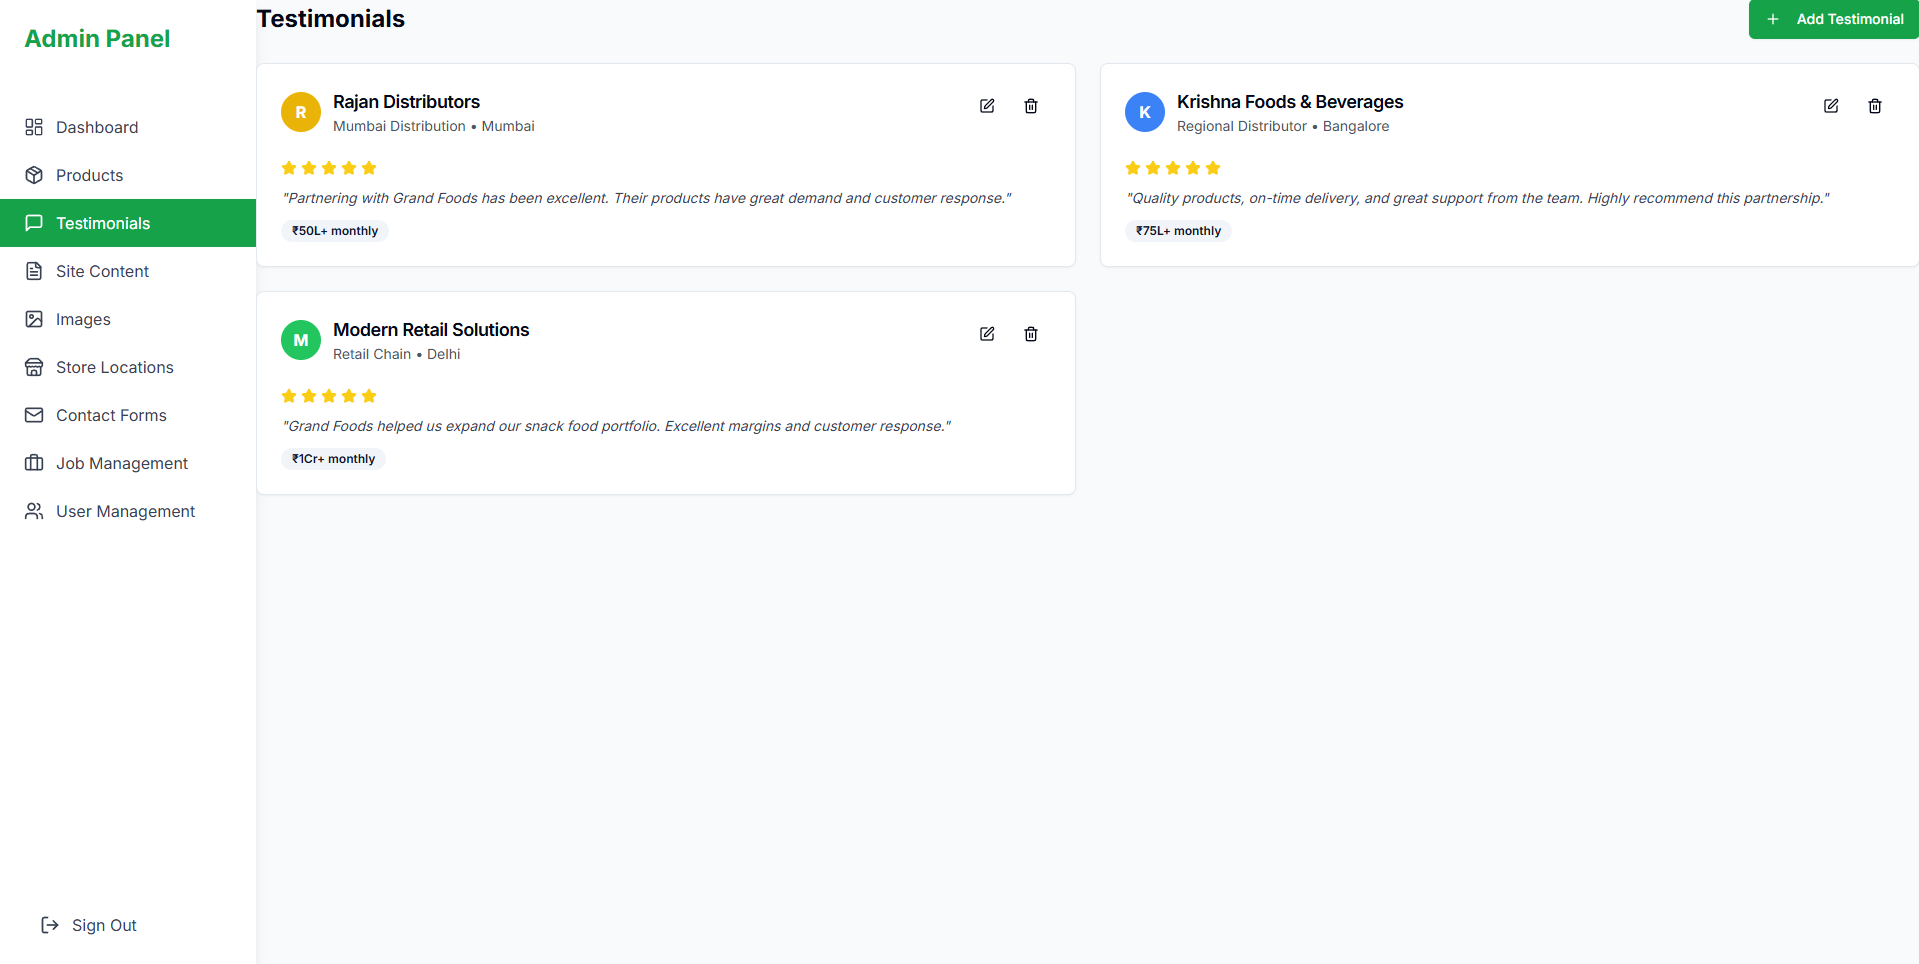 Admin Panel
Dashboard
Products
Testimonials
Site Content
Images
Store Locations
Contact Forms
Job Management
User Management
Sign Out
Testimonials
Add Testimonial
R
Rajan Distributors
Mumbai Distribution • Mumbai
"Partnering with Grand Foods has been excellent. Their products have great demand and customer response."
₹50L+ monthly
K
Krishna Foods & Beverages
Regional Distributor • Bangalore
"Quality products, on-time delivery, and great support from the team. Highly recommend this partnership."
₹75L+ monthly
M
Modern Retail Solutions
Retail Chain • Delhi
"Grand Foods helped us expand our snack food portfolio. Excellent margins and customer response."
₹1Cr+ monthly